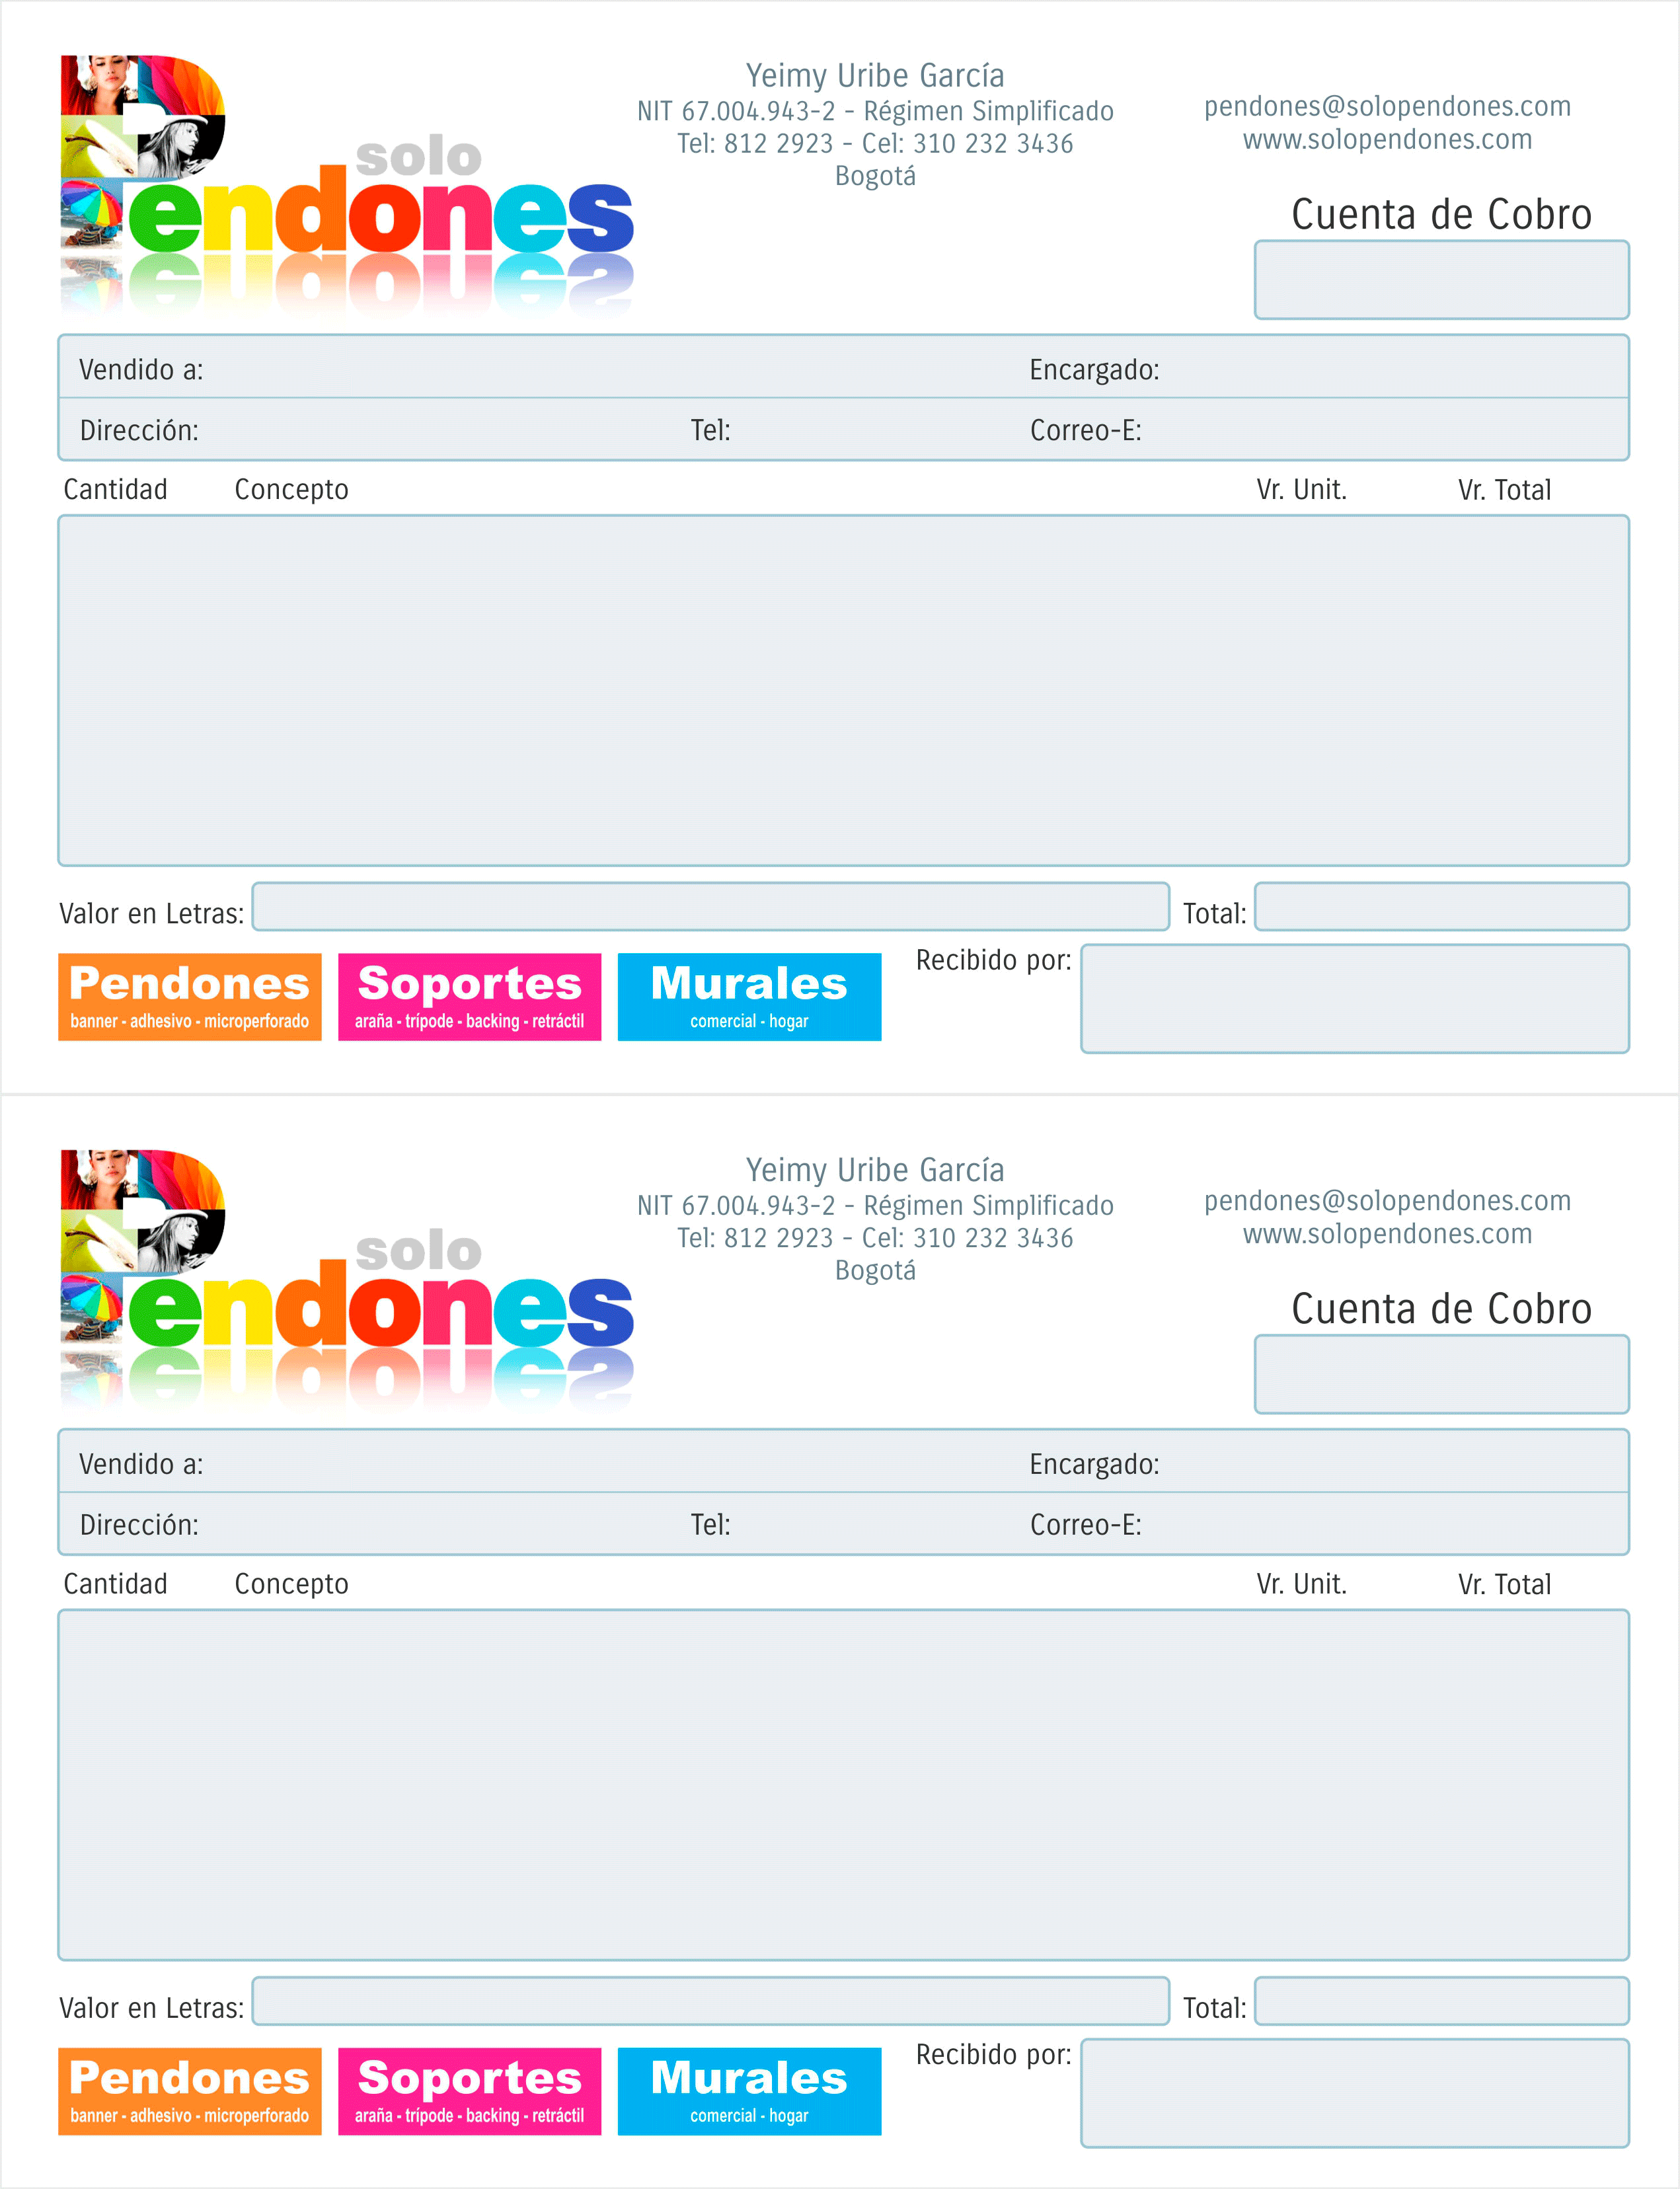 solo
Pendones
Yeimy Uribe García
NIT 67.004.943-2 - Régimen Simplificado
Tel: 812 2923 - Cel: 310 232 3436
Bogotá
pendones@solopendones.com
www.solopendones.com
Cuenta de Cobro
Vendido a: Encargado:
Dirección: Tel: Correo-E:
Cantidad Concepto Vr. Unit. Vr. Total
Valor en Letras: Total:
Recibido por:
Pendones
banner - adhesivo - microperforado
Soportes
araña - trípode - backing - retráctil
Murales
comercial - hogar
solo
Pendones
Yeimy Uribe García
NIT 67.004.943-2 - Régimen Simplificado
Tel: 812 2923 - Cel: 310 232 3436
Bogotá
pendones@solopendones.com
www.solopendones.com
Cuenta de Cobro
Vendido a: Encargado:
Dirección: Tel: Correo-E:
Cantidad Concepto Vr. Unit. Vr. Total
Valor en Letras: Total:
Recibido por:
Pendones
banner - adhesivo - microperforado
Soportes
araña - trípode - backing - retráctil
Murales
comercial - hogar